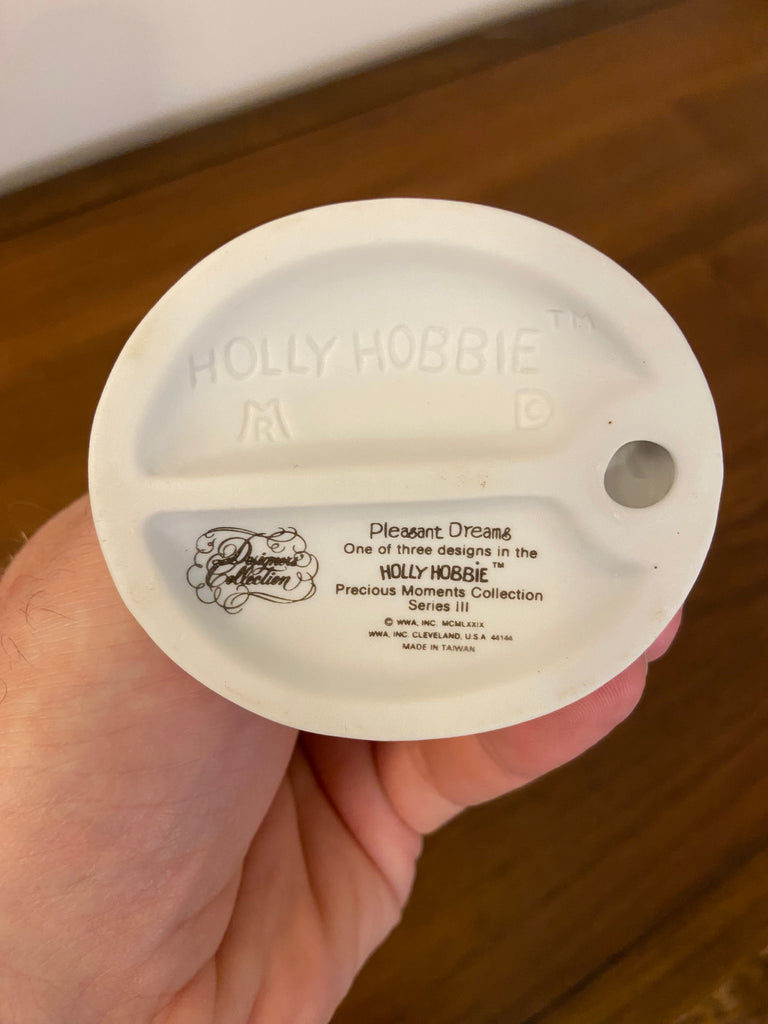 HOLLY HOBBIE™
MR ©
Designers'
Collection
Pleasant Dreams
One of three designs in the
HOLLY HOBBIE™
Precious Moments Collection
Series III
© WWA, INC. MCMLXXIX
WWA, INC. CLEVELAND, U.S.A 44144
MADE IN TAIWAN